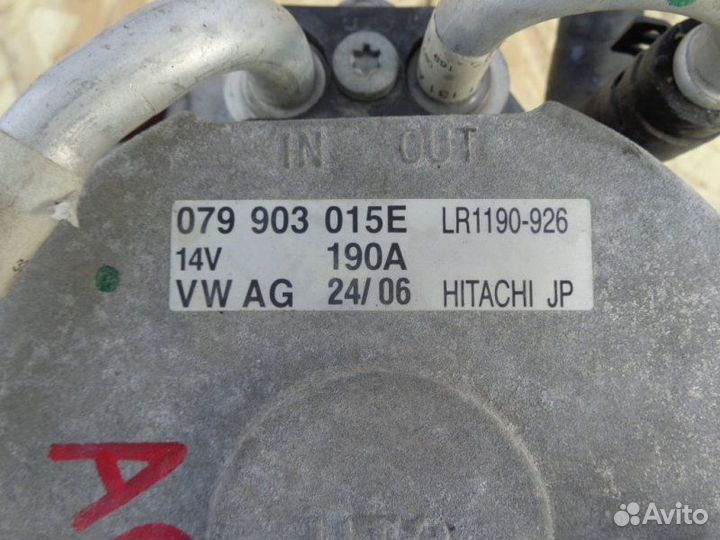 IN OUT
079 903 015E LR1190-926
14V 190A
VW AG 24/06 HITACHI JP
Avito